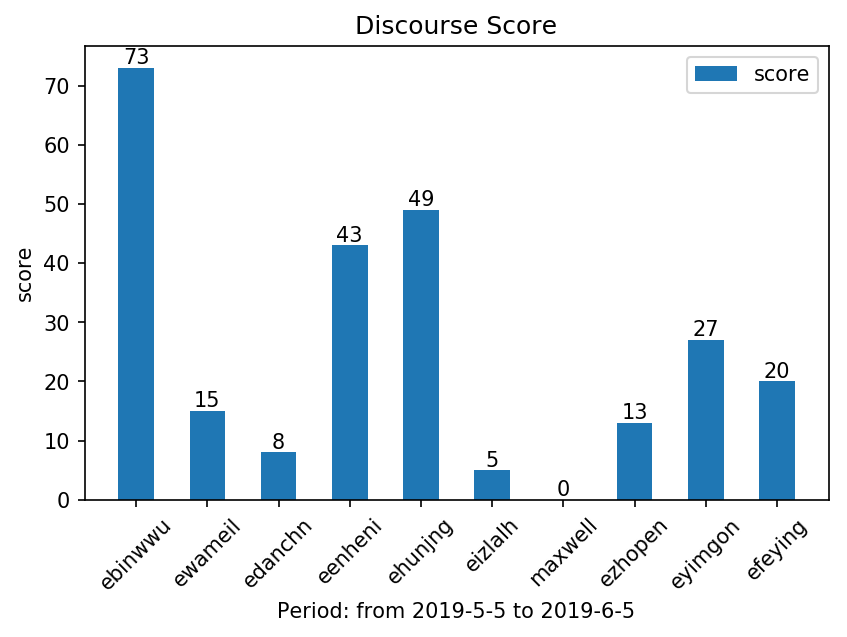 Discourse Score
score
score
70
60
50
40
30
20
10
0
73
15
8
43
49
5
0
13
27
20
ebinwwu
ewameil
edanchn
eenheni
ehunjng
eizlalh
maxwell
ezhopen
eyimgon
efeying
Period: from 2019-5-5 to 2019-6-5